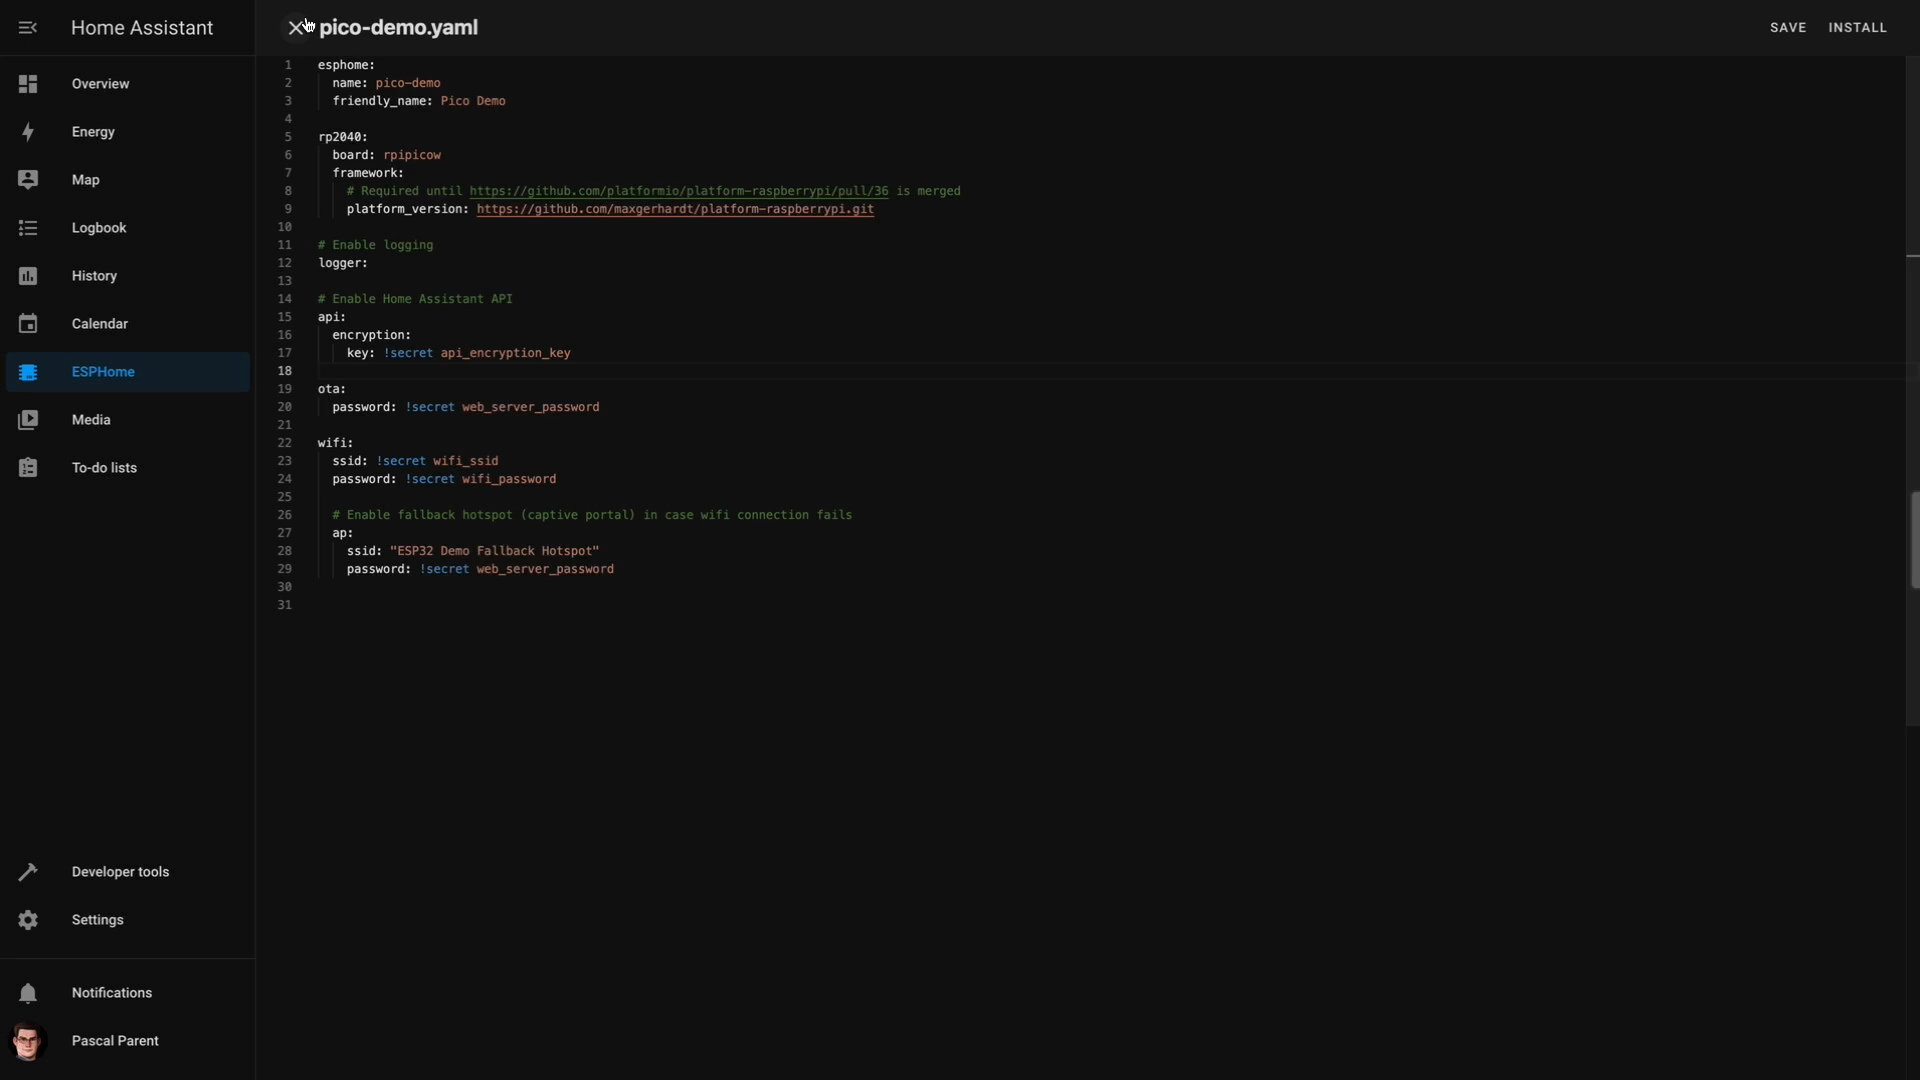 Home Assistant
Overview
Energy
Map
Logbook
History
Calendar
ESPHome
Media
To-do lists
Developer tools
Settings
Notifications
Pascal Parent
pico-demo.yaml
SAVE INSTALL
1 esphome:
2 name: pico-demo
3 friendly_name: Pico Demo
4
5 rp2040:
6 board: rpipicow
7 framework:
8 # Required until https://github.com/platformio/platform-raspberrypi/pull/36 is merged
9 platform_version: https://github.com/maxgerhardt/platform-raspberrypi.git
10
11 # Enable logging
12 logger:
13
14 # Enable Home Assistant API
15 api:
16 encryption:
17 key: !secret api_encryption_key
18
19 ota:
20 password: !secret web_server_password
21
22 wifi:
23 ssid: !secret wifi_ssid
24 password: !secret wifi_password
25
26 # Enable fallback hotspot (captive portal) in case wifi connection fails
27 ap:
28 ssid: "ESP32 Demo Fallback Hotspot"
29 password: !secret web_server_password
30
31